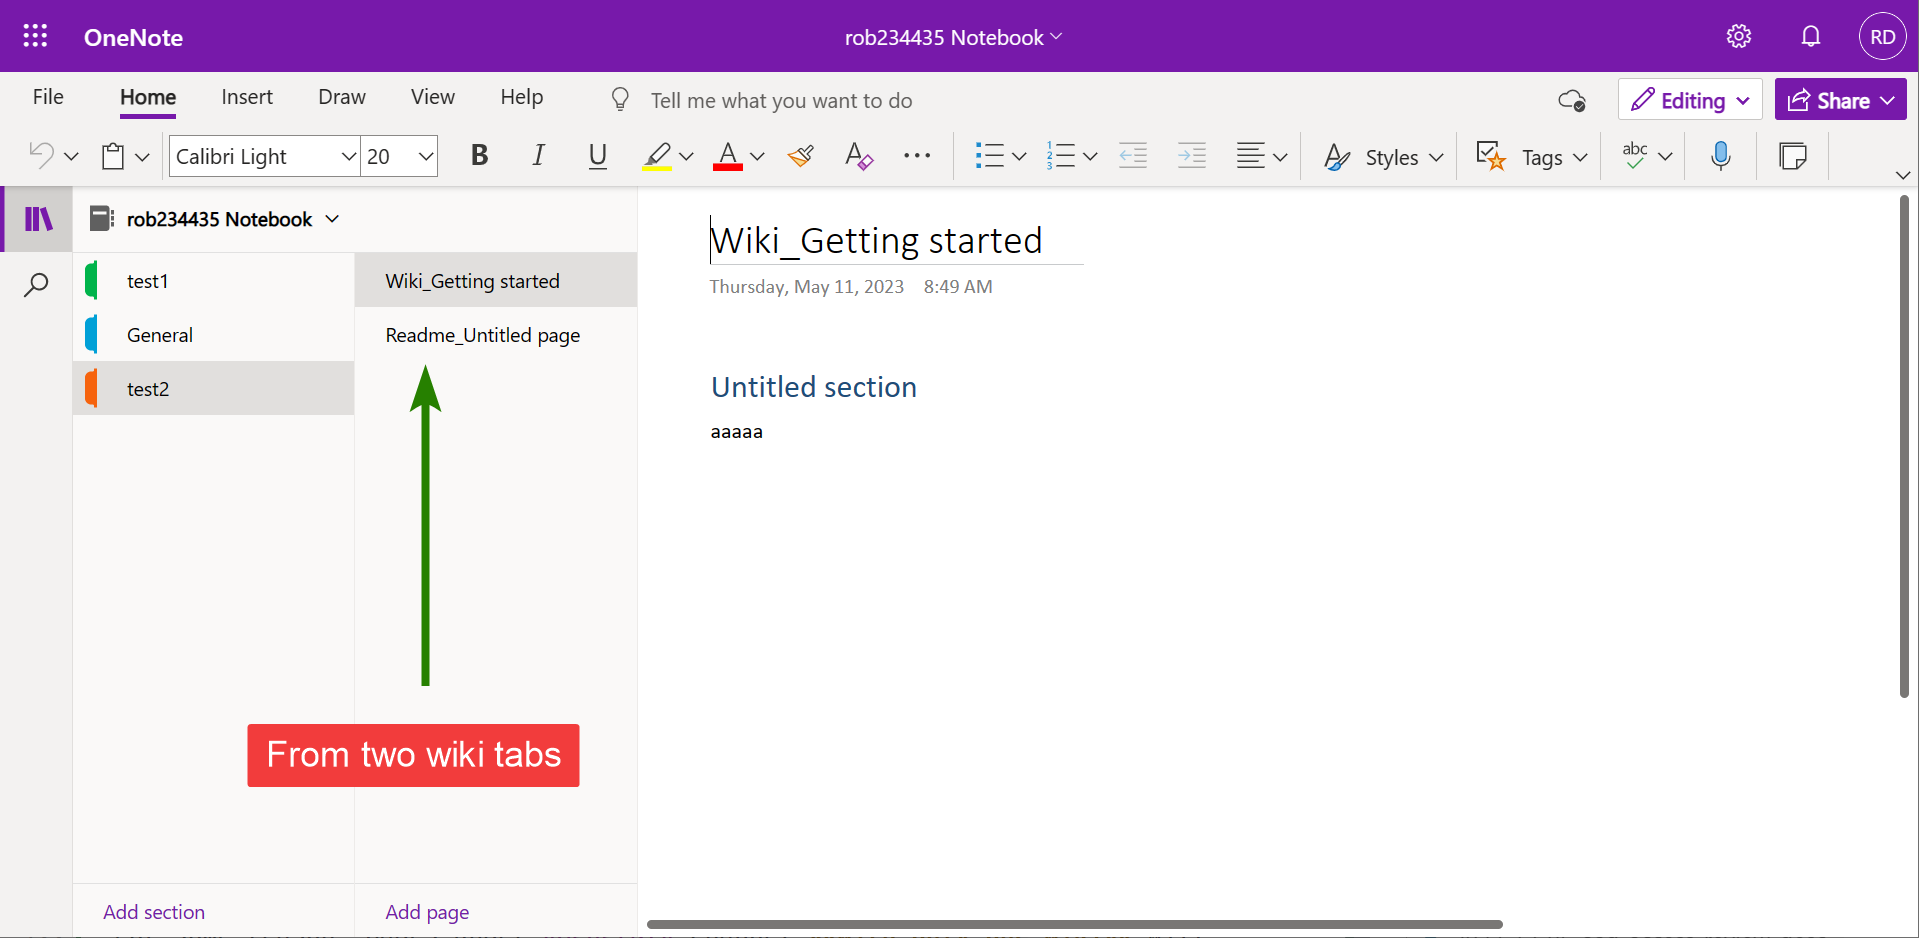 OneNote
rob234435 Notebook
RD
File Home Insert Draw View Help Tell me what you want to do Editing Share
Calibri Light 20 B I U A A Styles Tags abc
rob234435 Notebook
test1
General
test2
Wiki_Getting started
Readme_Untitled page
From two wiki tabs
Add section
Add page
Wiki_Getting started
Thursday, May 11, 2023 8:49 AM
Untitled section
aaaaa